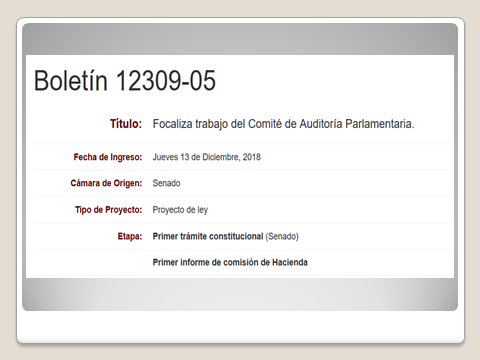 Boletín 12309-05
Título: Focaliza trabajo del Comité de Auditoría Parlamentaria.
Fecha de Ingreso: Jueves 13 de Diciembre, 2018
Cámara de Origen: Senado
Tipo de Proyecto: Proyecto de ley
Etapa: Primer trámite constitucional (Senado)
Primer informe de comisión de Hacienda